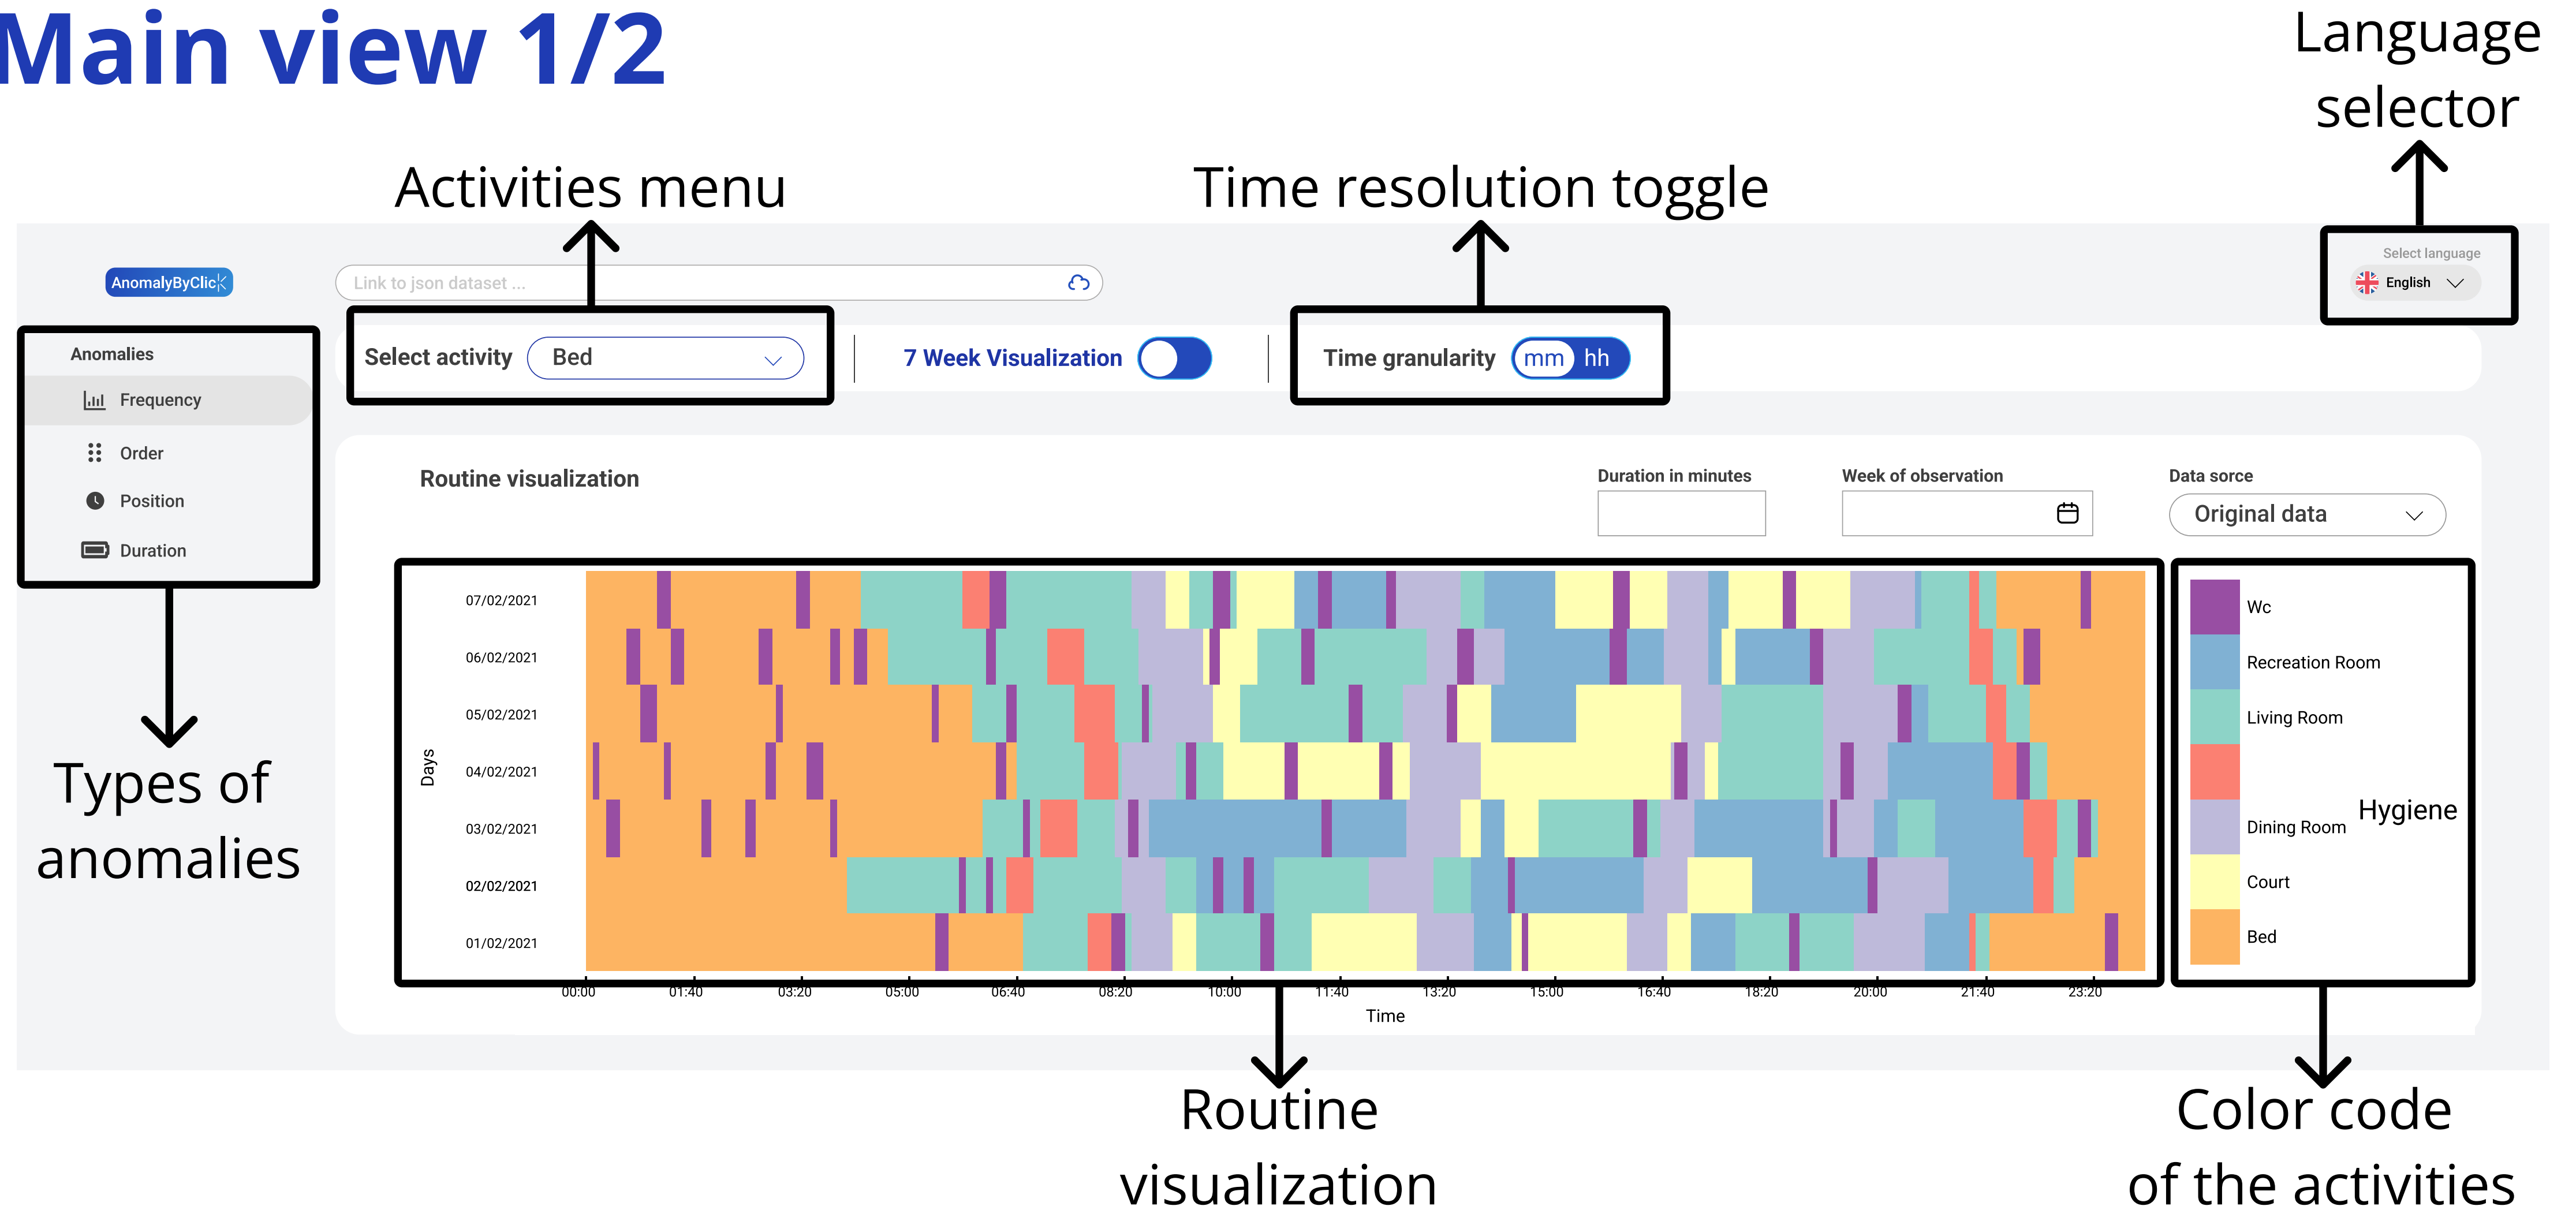 Main view 1/2
Language
selector
Activities menu
Time resolution toggle
Select language
English
AnomalyByClick
Link to json dataset ...
Select activity
Bed
7 Week Visualization
Time granularity
mm hh
Anomalies
Frequency
Order
Position
Duration
Types of
anomalies
Routine visualization
Duration in minutes
Week of observation
Data sorce
Original data
Days
07/02/2021
06/02/2021
05/02/2021
04/02/2021
03/02/2021
02/02/2021
01/02/2021
00:00 01:40 03:20 05:00 06:40 08:20 10:00 11:40 13:20 15:00 16:40 18:20 20:00 21:40 23:20
Time
Wc
Recreation Room
Living Room
Hygiene
Dining Room
Court
Bed
Routine
visualization
Color code
of the activities